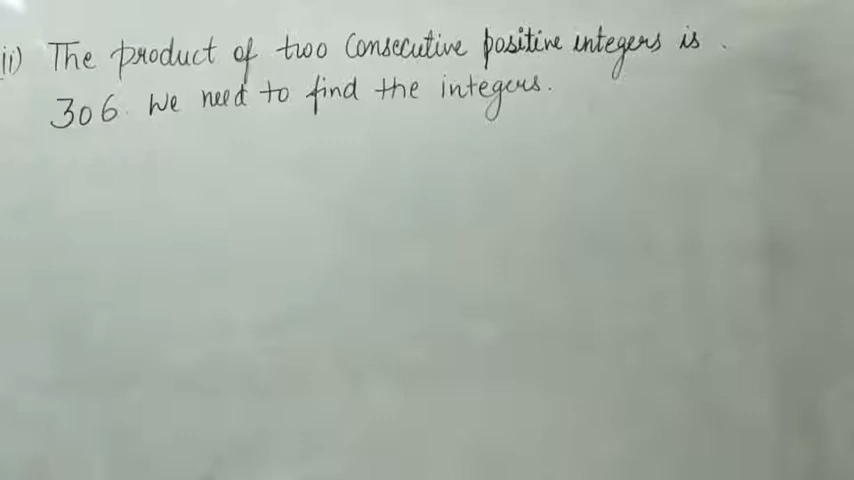 ii) The product of two consecutive positive integers is .
306. We need to find the integers.